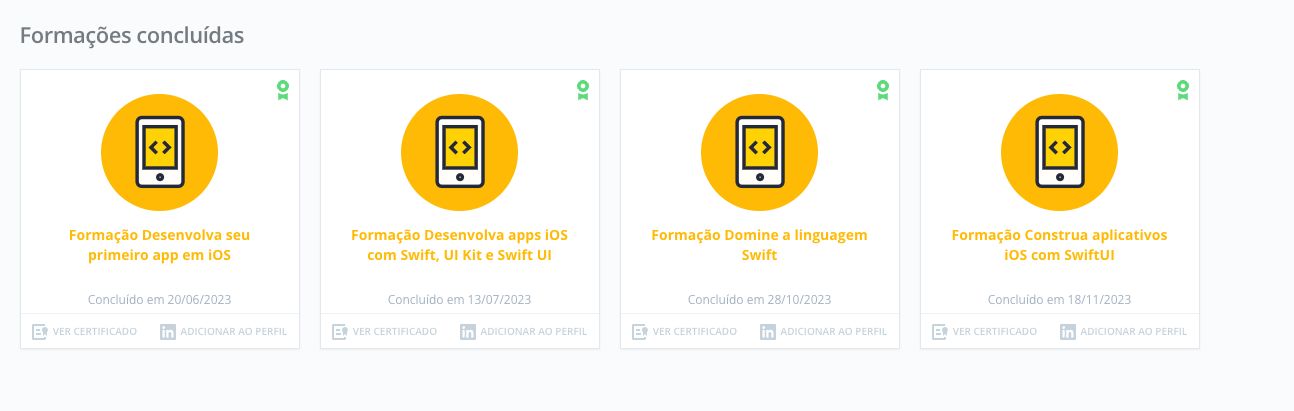 Formações concluídas
Formação Desenvolva seu
primeiro app em iOS
Concluído em 20/06/2023
VER CERTIFICADO
ADICIONAR AO PERFIL
Formação Desenvolva apps iOS
com Swift, UI Kit e Swift UI
Concluído em 13/07/2023
VER CERTIFICADO
ADICIONAR AO PERFIL
Formação Domine a linguagem
Swift
Concluído em 28/10/2023
VER CERTIFICADO
ADICIONAR AO PERFIL
Formação Construa aplicativos
iOS com SwiftUI
Concluído em 18/11/2023
VER CERTIFICADO
ADICIONAR AO PERFIL